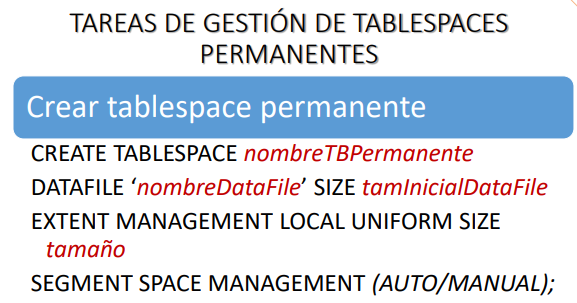 TAREAS DE GESTIÓN DE TABLESPACES
PERMANENTES
Crear tablespace permanente
CREATE TABLESPACE nombreTBPermanente
DATAFILE ‘nombreDataFile’ SIZE tamInicialDataFile
EXTENT MANAGEMENT LOCAL UNIFORM SIZE
tamaño
SEGMENT SPACE MANAGEMENT (AUTO/MANUAL);